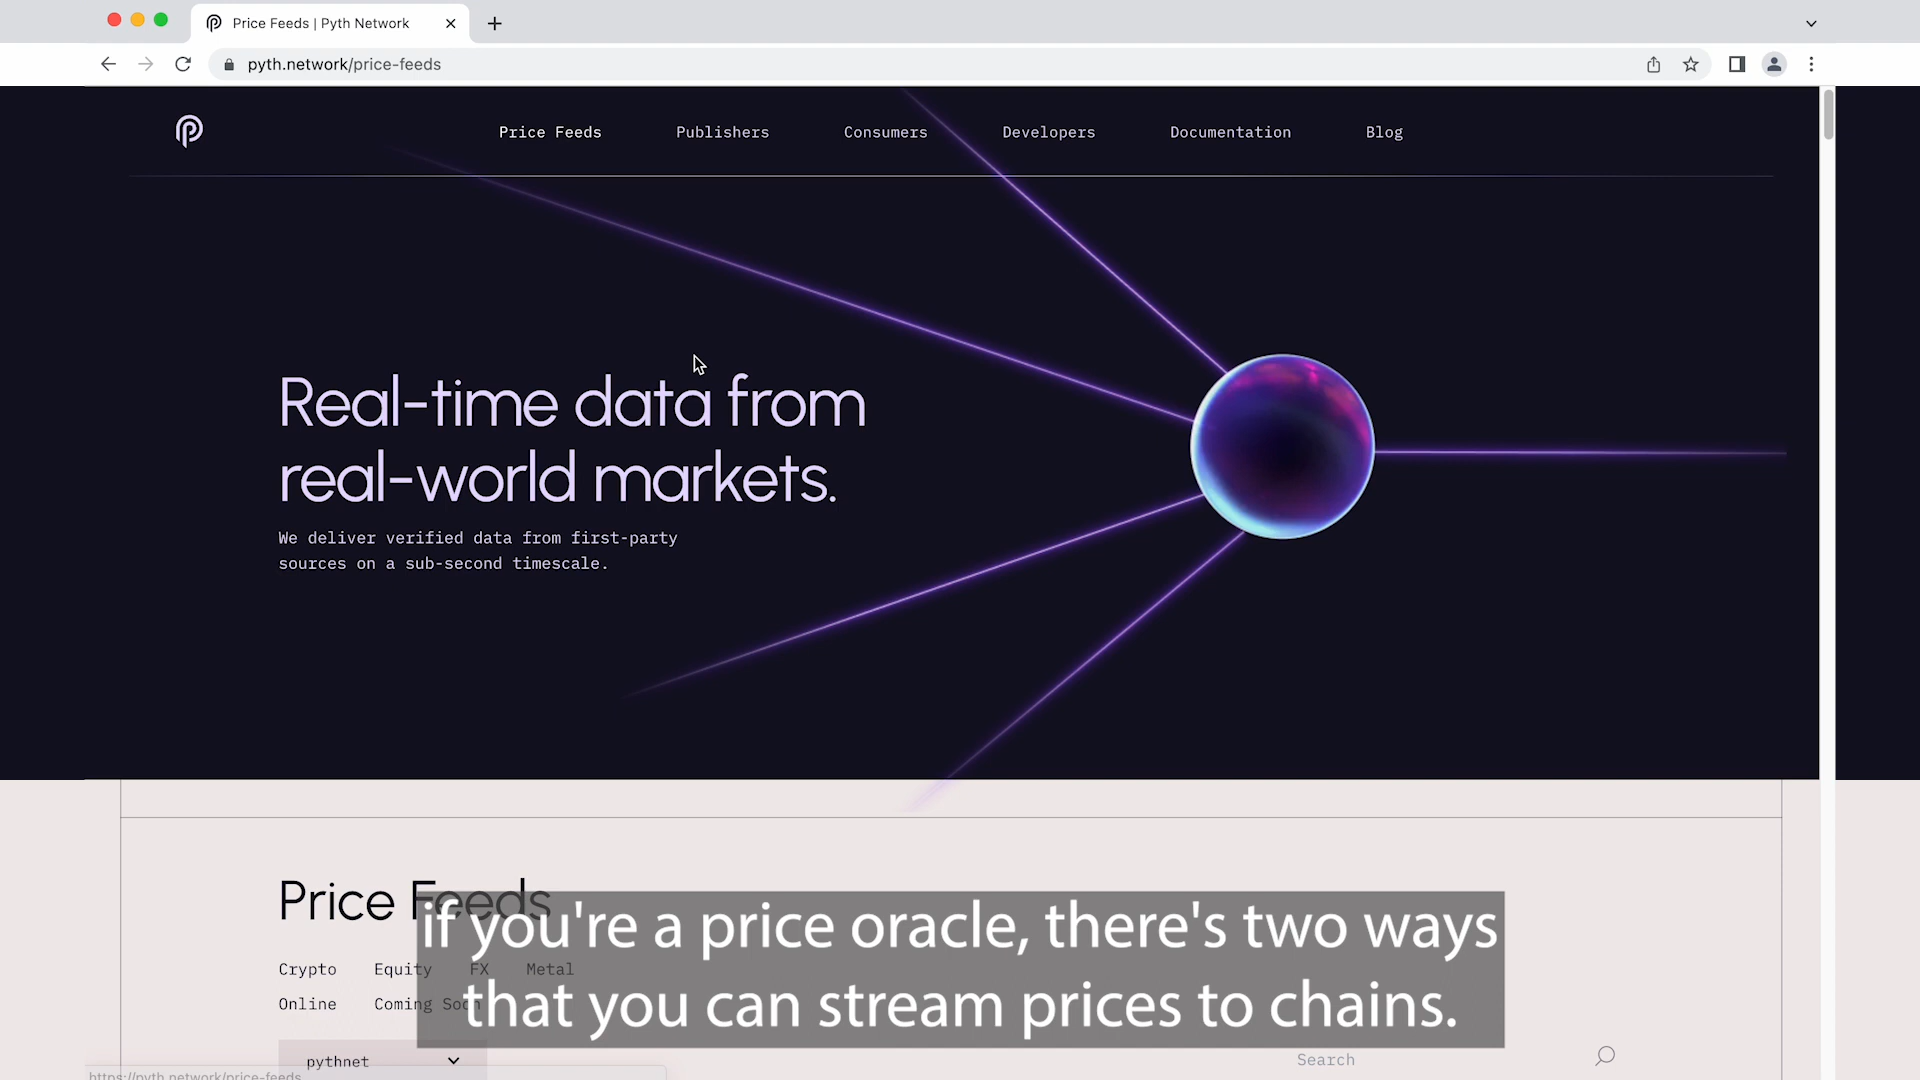 Price Feeds | Pyth Network
pyth.network/price-feeds
Price Feeds Publishers Consumers Developers Documentation Blog
Real-time data from
real-world markets.
We deliver verified data from first-party
sources on a sub-second timescale.
Price Feeds
if you're a price oracle, there's two ways
that you can stream prices to chains.
Crypto Equity FX Metal
Online Coming Soon
pythnet
Search
https://pyth.network/price-feeds